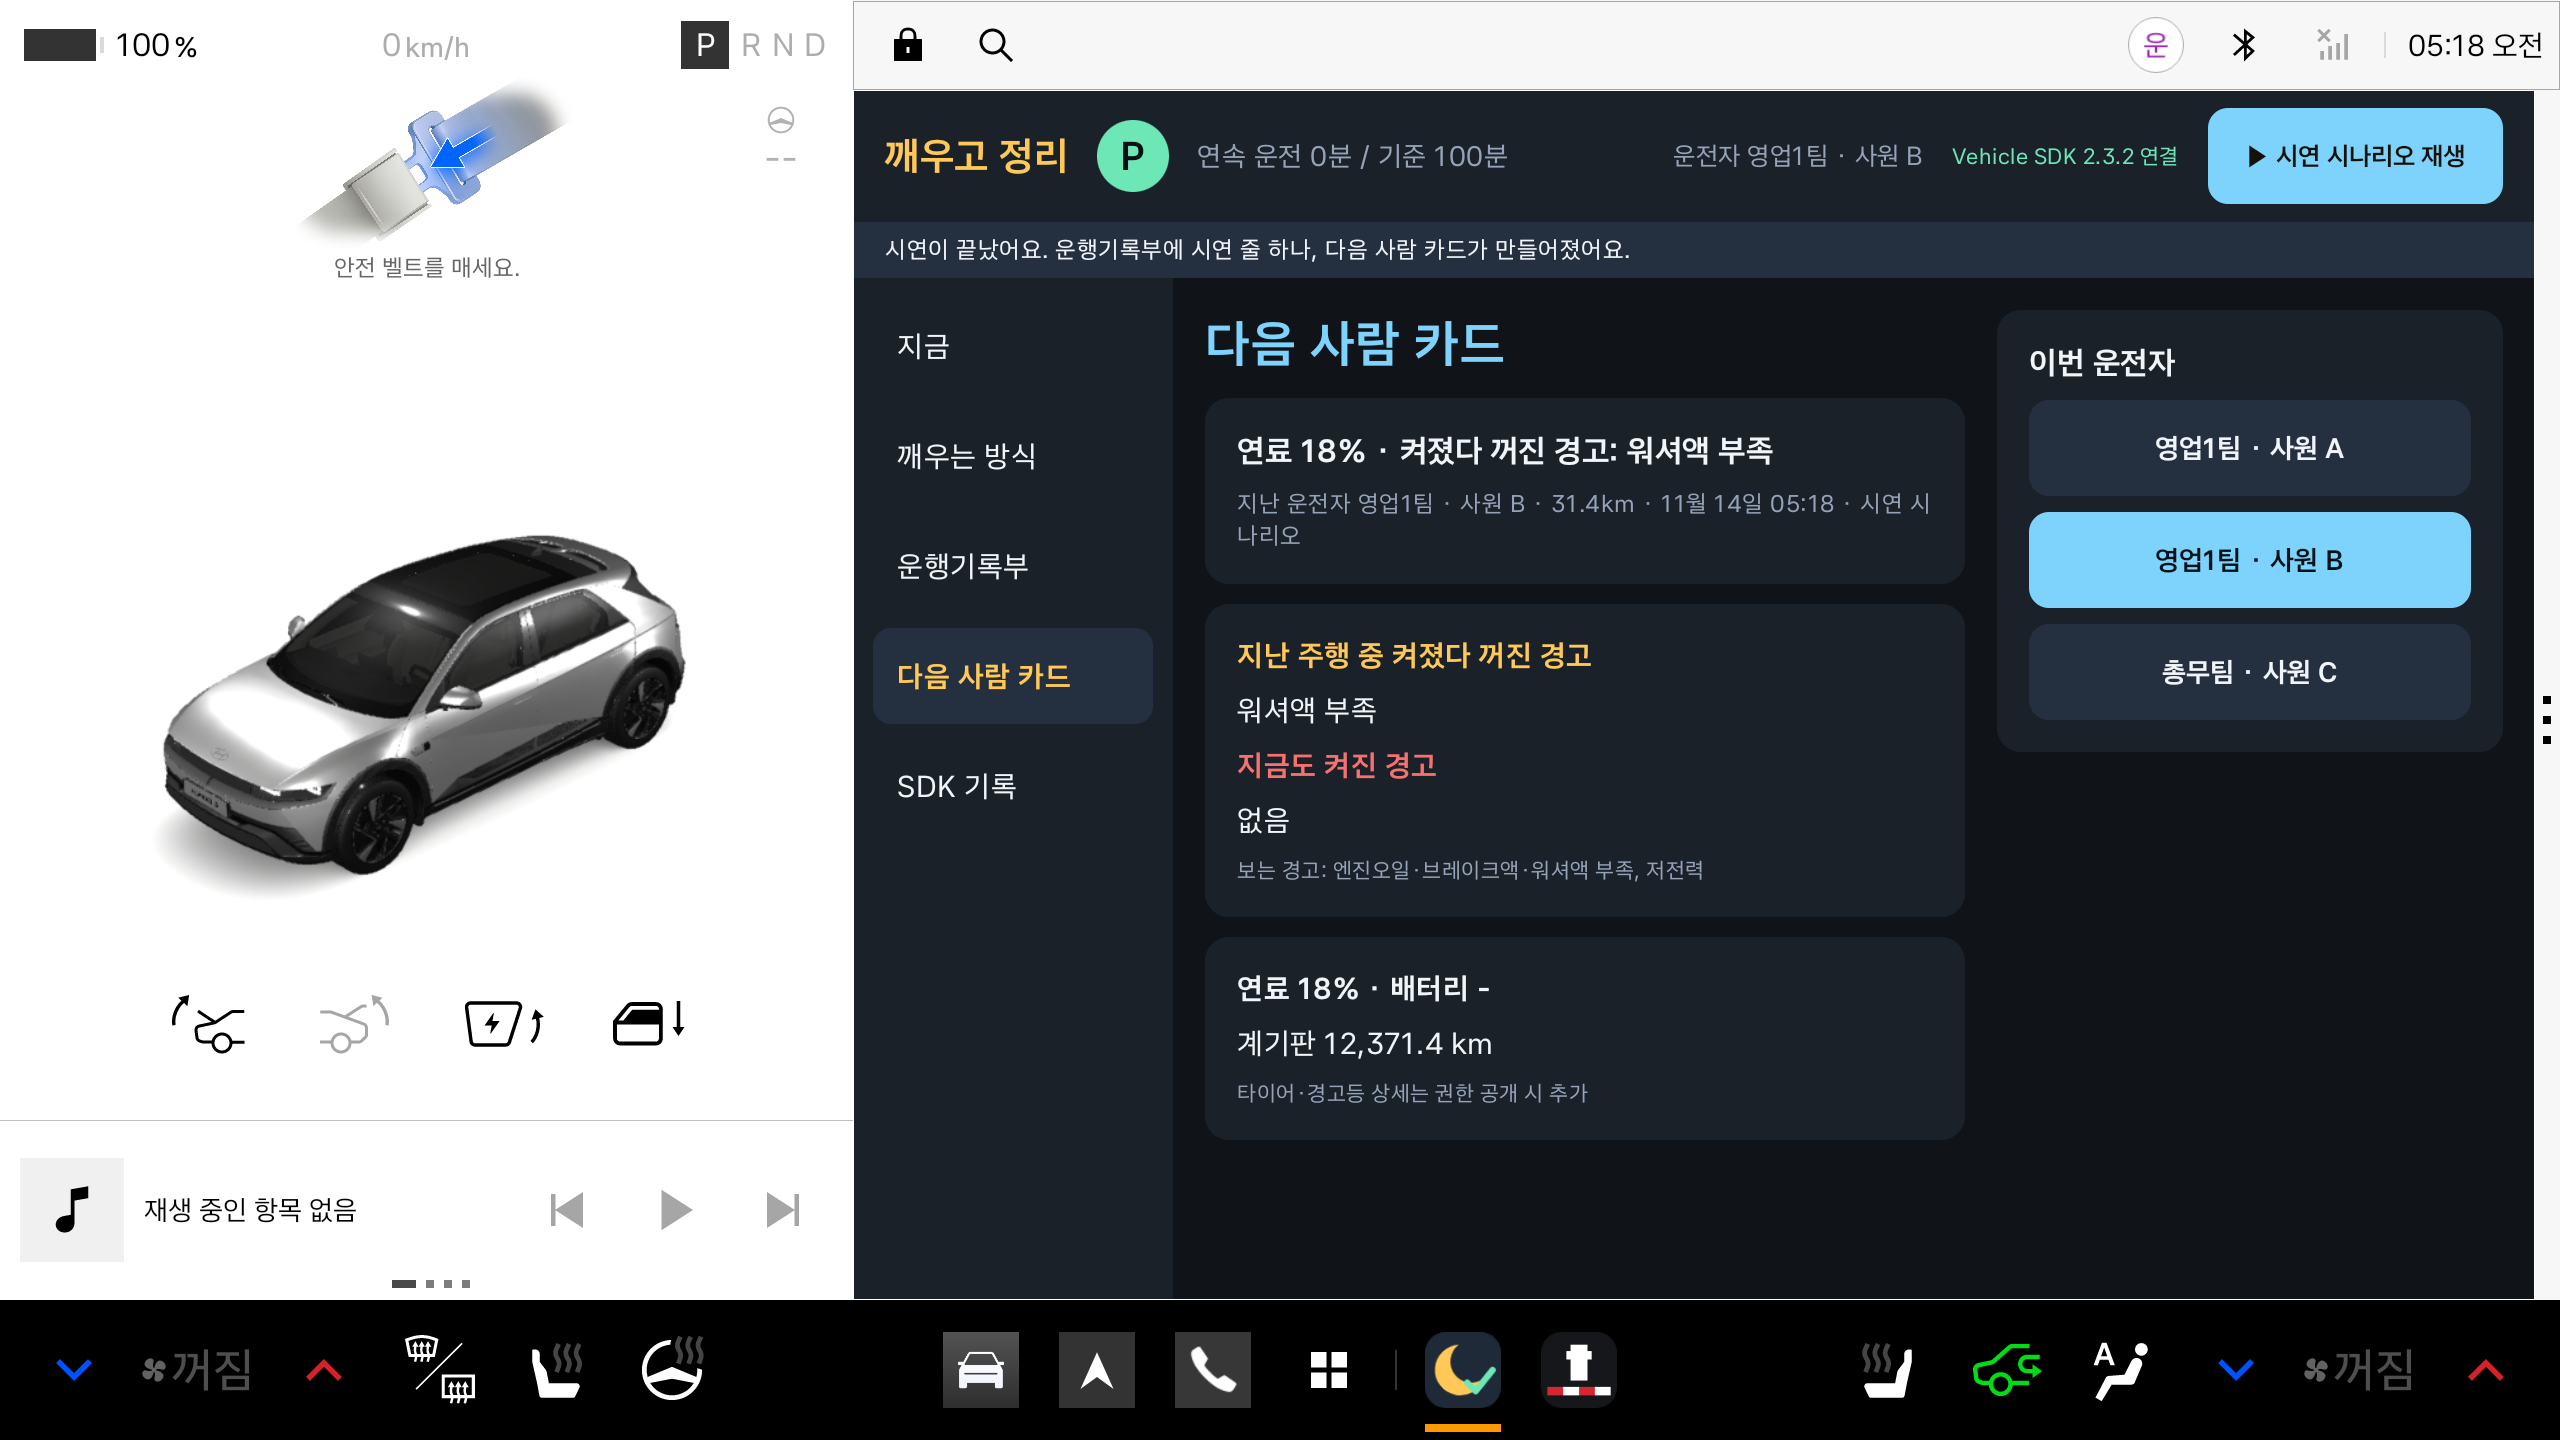 100 %
0 km/h
P R N D
05:18 오전
운
안전 벨트를 매세요.
--
깨우고 정리
P
연속 운전 0분 / 기준 100분
운전자 영업1팀 · 사원 B
Vehicle SDK 2.3.2 연결
▶ 시연 시나리오 재생
시연이 끝났어요. 운행기록부에 시연 줄 하나, 다음 사람 카드가 만들어졌어요.
지금
깨우는 방식
운행기록부
다음 사람 카드
SDK 기록
다음 사람 카드
연료 18% · 켜졌다 꺼진 경고: 워셔액 부족
지난 운전자 영업1팀 · 사원 B · 31.4km · 11월 14일 05:18 · 시연 시
나리오
지난 주행 중 켜졌다 꺼진 경고
워셔액 부족
지금도 켜진 경고
없음
보는 경고: 엔진오일·브레이크액·워셔액 부족, 저전력
연료 18% · 배터리 -
계기판 12,371.4 km
타이어·경고등 상세는 권한 공개 시 추가
이번 운전자
영업1팀 · 사원 A
영업1팀 · 사원 B
총무팀 · 사원 C
재생 중인 항목 없음
꺼짐
A
꺼짐